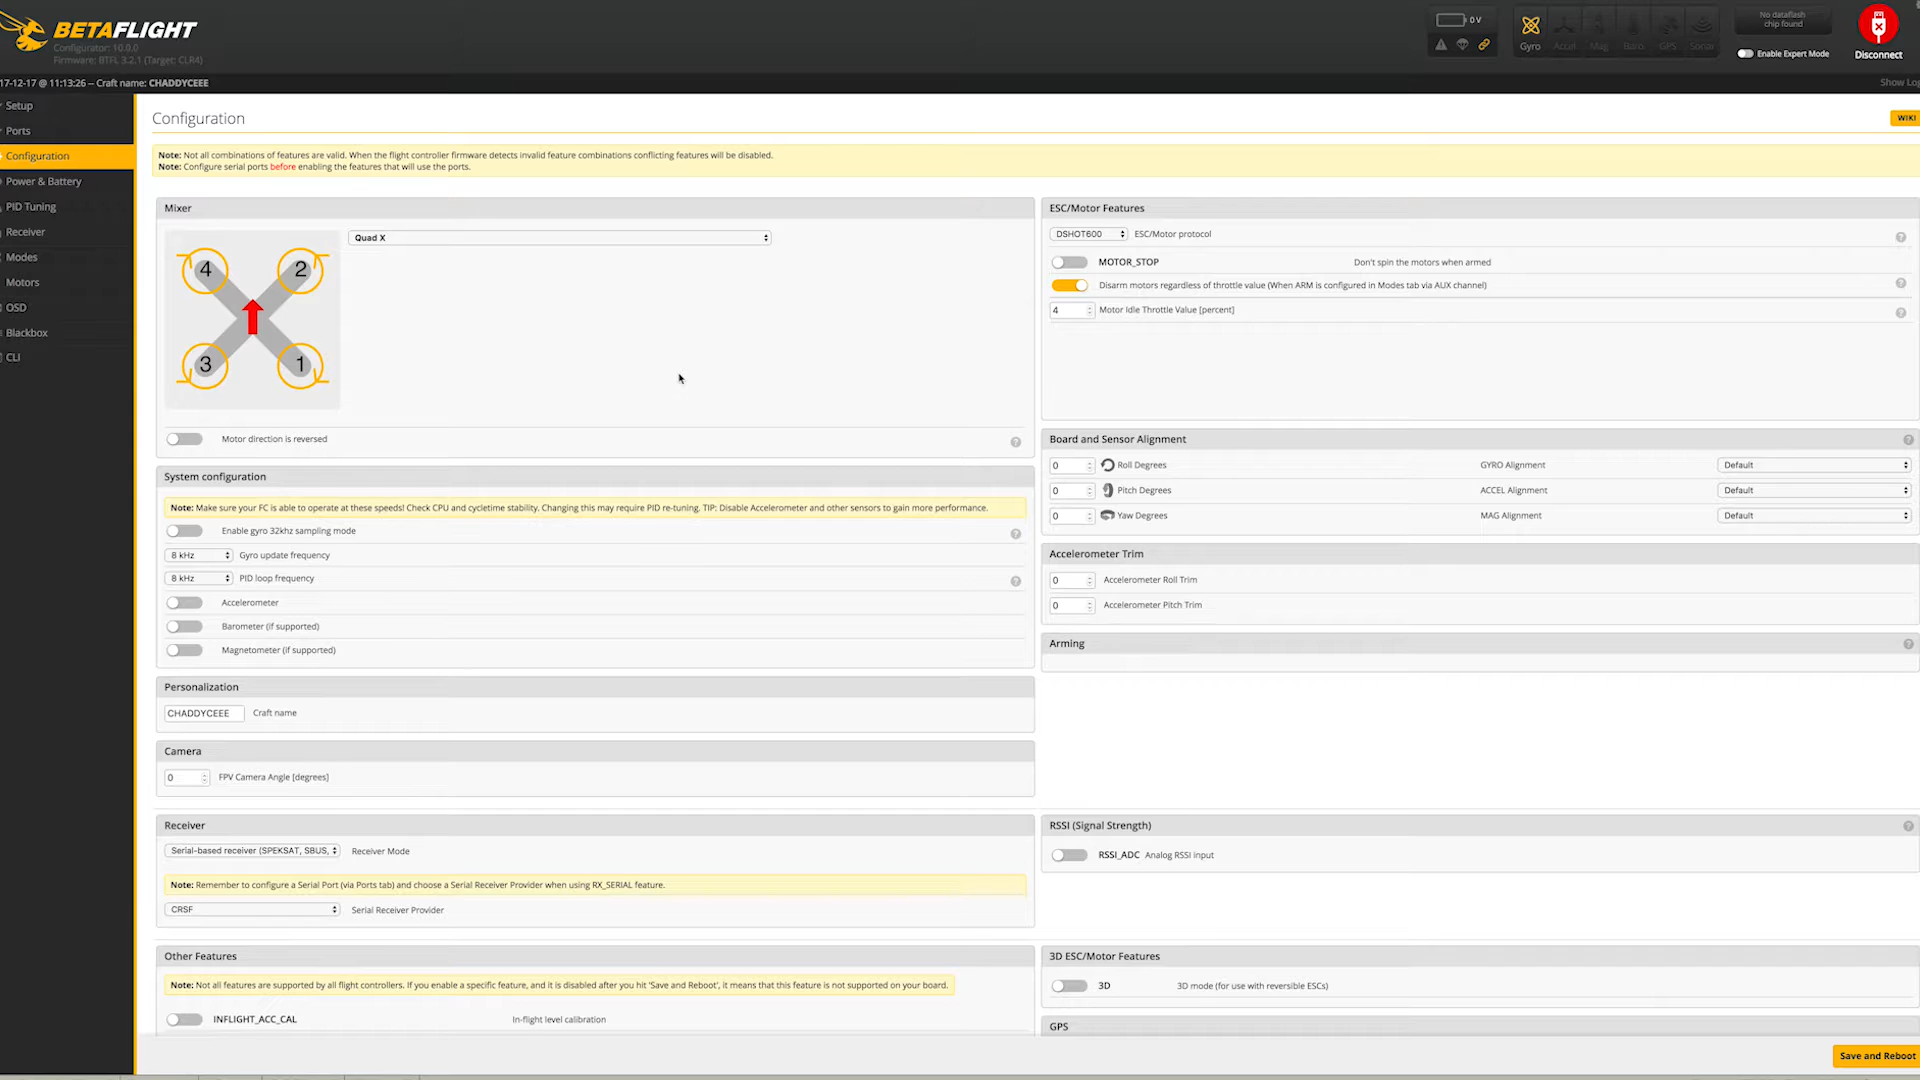 BETAFLIGHT
Configurator: 10.0.0
Firmware: BTFL 3.2.1 (Target: CLR4)
0 V
Gyro
Accel
Mag
Baro
GPS
Sonar
No dataflash
chip found
Enable Expert Mode
Disconnect
17-12-17 @ 11:13:26 -- Craft name: CHADDYCEEE
Show Log
Setup
Ports
Configuration
Power & Battery
PID Tuning
Receiver
Modes
Motors
OSD
Blackbox
CLI
Configuration
WIKI
Note: Not all combinations of features are valid. When the flight controller firmware detects invalid feature combinations conflicting features will be disabled.
Note: Configure serial ports before enabling the features that will use the ports.
Mixer
Quad X
4
2
3
1
Motor direction is reversed
System configuration
Note: Make sure your FC is able to operate at these speeds! Check CPU and cycletime stability. Changing this may require PID re-tuning. TIP: Disable Accelerometer and other sensors to gain more performance.
Enable gyro 32khz sampling mode
8 kHz Gyro update frequency
8 kHz PID loop frequency
Accelerometer
Barometer (if supported)
Magnetometer (if supported)
Personalization
CHADDYCEEE Craft name
Camera
0 FPV Camera Angle [degrees]
Receiver
Serial-based receiver (SPEKSAT, SBUS, Receiver Mode
Note: Remember to configure a Serial Port (via Ports tab) and choose a Serial Receiver Provider when using RX_SERIAL feature.
CRSF Serial Receiver Provider
Other Features
Note: Not all features are supported by all flight controllers. If you enable a specific feature, and it is disabled after you hit 'Save and Reboot', it means that this feature is not supported on your board.
INFLIGHT_ACC_CAL In-flight level calibration
ESC/Motor Features
DSHOT600 ESC/Motor protocol
MOTOR_STOP Don't spin the motors when armed
Disarm motors regardless of throttle value (When ARM is configured in Modes tab via AUX channel)
4 Motor Idle Throttle Value [percent]
Board and Sensor Alignment
0 Roll Degrees GYRO Alignment Default
0 Pitch Degrees ACCEL Alignment Default
0 Yaw Degrees MAG Alignment Default
Accelerometer Trim
0 Accelerometer Roll Trim
0 Accelerometer Pitch Trim
Arming
RSSI (Signal Strength)
RSSI_ADC Analog RSSI input
3D ESC/Motor Features
3D 3D mode (for use with reversible ESCs)
GPS
Save and Reboot